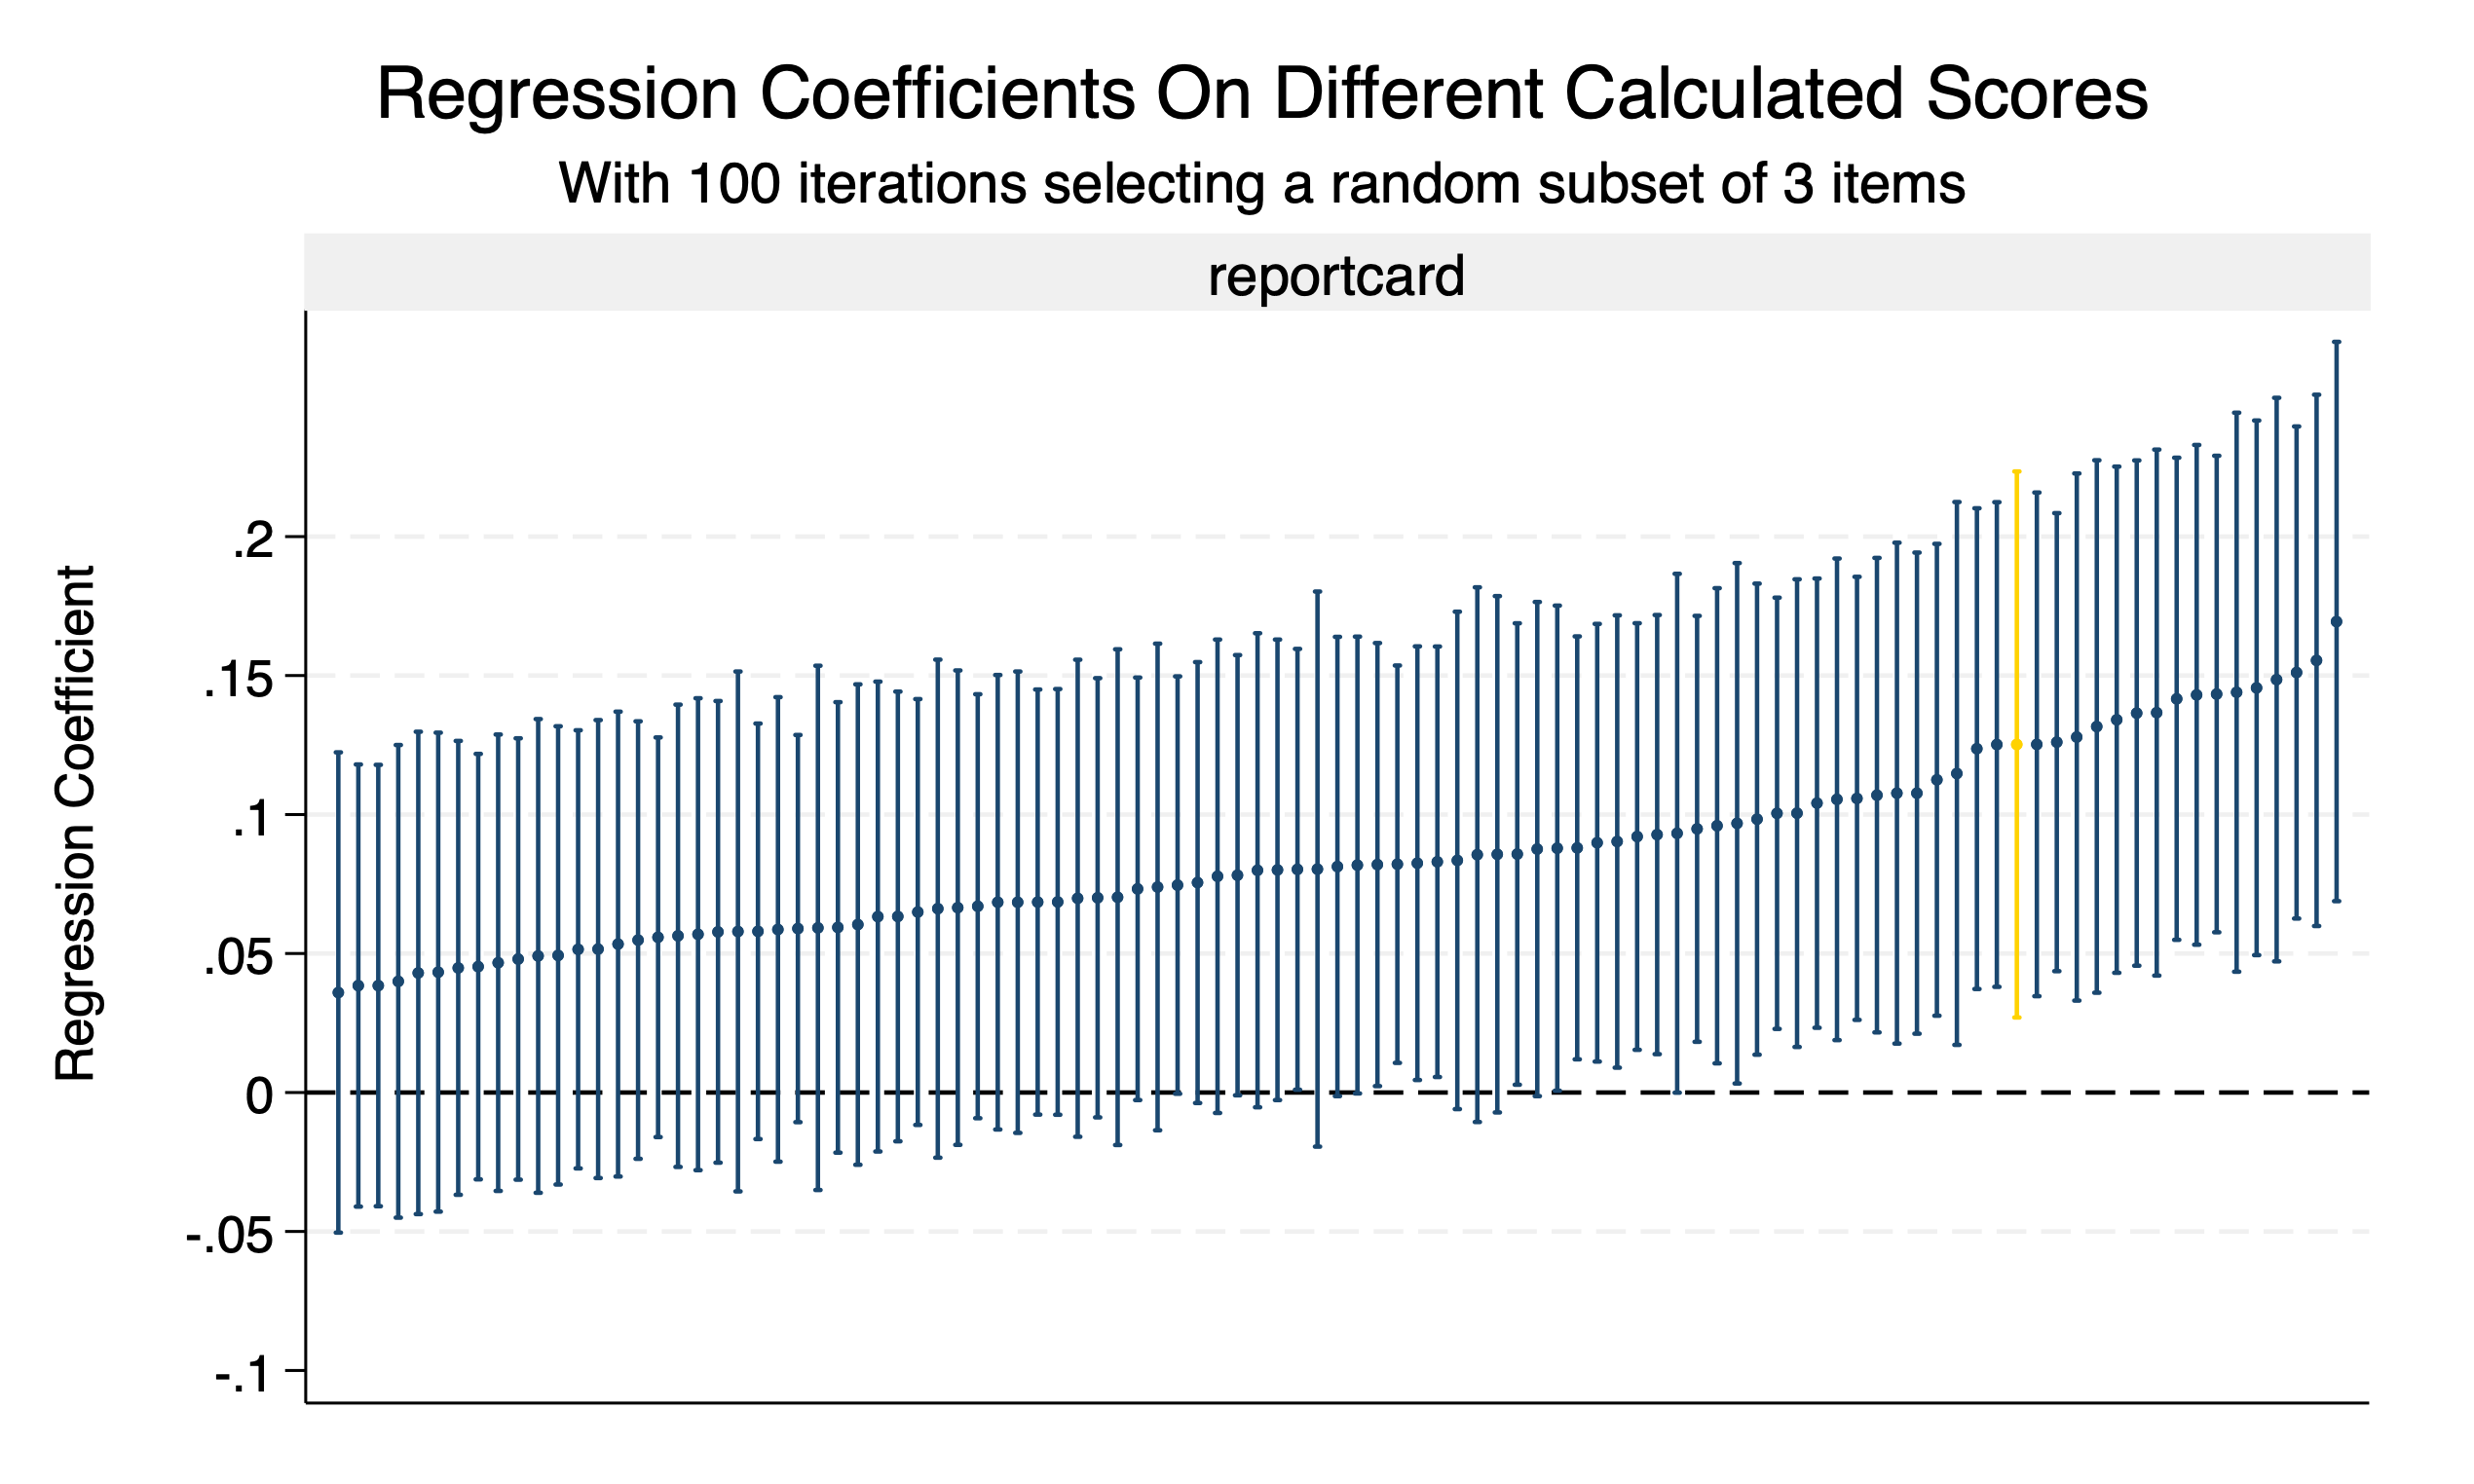 Regression Coefficients On Different Calculated Scores
With 100 iterations selecting a random subset of 3 items
reportcard
Regression Coefficient
.2
.15
.1
.05
0
-.05
-.1